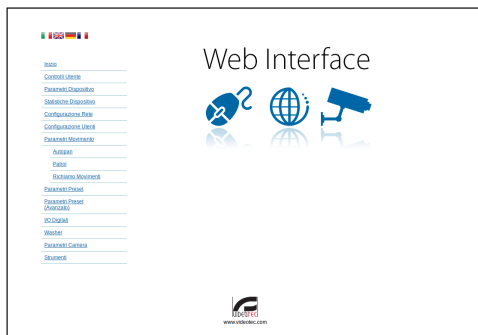 Web Interface
Inizio
Controlli Utente
Parametri Dispositivo
Statistiche Dispositivo
Configurazione Rete
Configurazione Utenti
Parametri Movimento
Autopan
Patrol
Richiamo Movimenti
Parametri Preset
Parametri Preset
(Avanzato)
I/O Digitali
Washer
Parametri Camera
Strumenti
VIDEOTEC
www.videotec.com